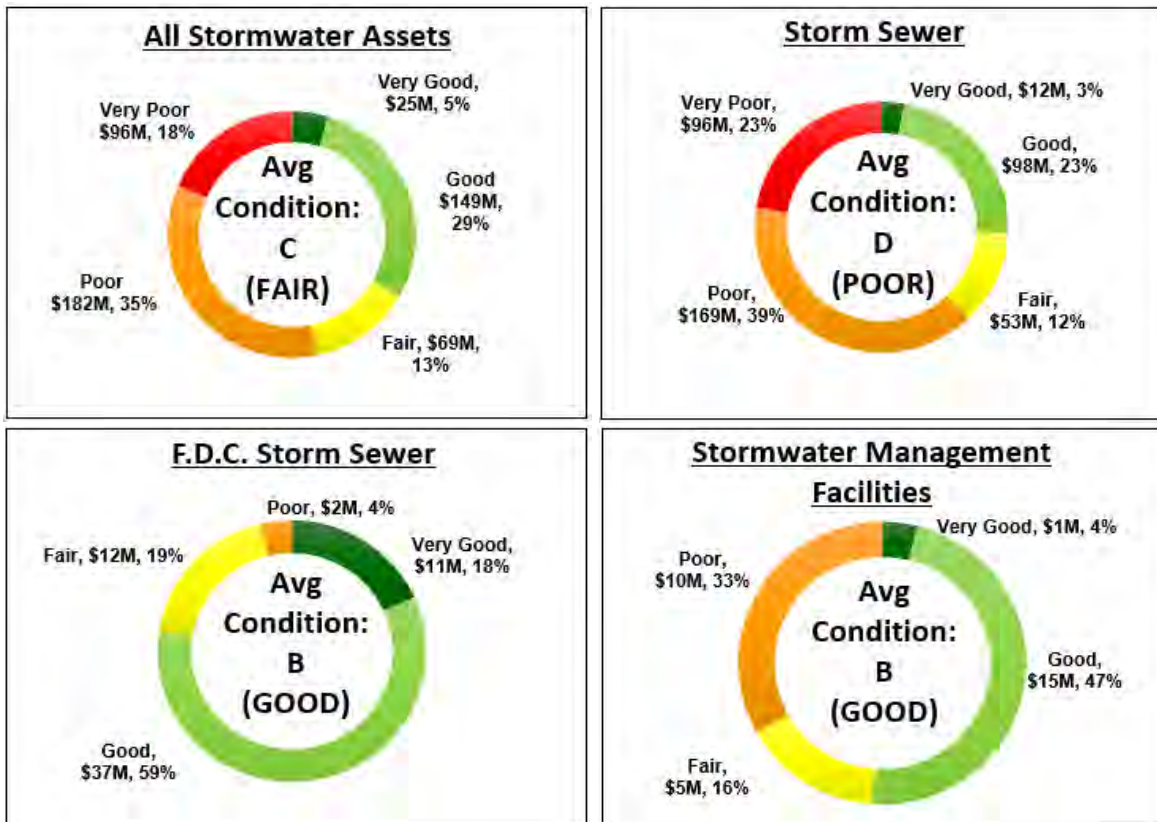 All Stormwater Assets
Very Good,
$25M, 5%
Very Poor
$96M, 18%
Avg
Condition:
C
(FAIR)
Good
$149M,
29%
Poor
$182M, 35%
Fair, $69M,
13%
Storm Sewer
Very Good, $12M, 3%
Very Poor,
$96M, 23%
Good,
$98M, 23%
Avg
Condition:
D
(POOR)
Poor,
$169M, 39%
Fair,
$53M, 12%
F.D.C. Storm Sewer
Poor, $2M, 4%
Very Good,
$11M, 18%
Fair, $12M, 19%
Avg
Condition:
B
(GOOD)
Good,
$37M, 59%
Stormwater Management
Facilities
Very Good, $1M, 4%
Poor,
$10M, 33%
Avg
Condition:
B
(GOOD)
Good,
$15M, 47%
Fair,
$5M, 16%